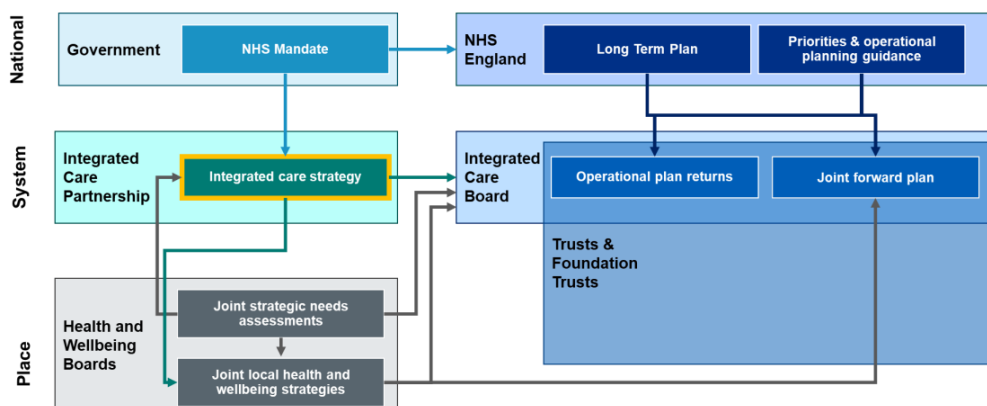 National
Government
NHS Mandate
NHS
England
Long Term Plan
Priorities & operational
planning guidance
System
Integrated
Care
Partnership
Integrated care strategy
Integrated
Care
Board
Operational plan returns
Joint forward plan
Trusts &
Foundation
Trusts
Place
Health and
Wellbeing
Boards
Joint strategic needs
assessments
Joint local health and
wellbeing strategies